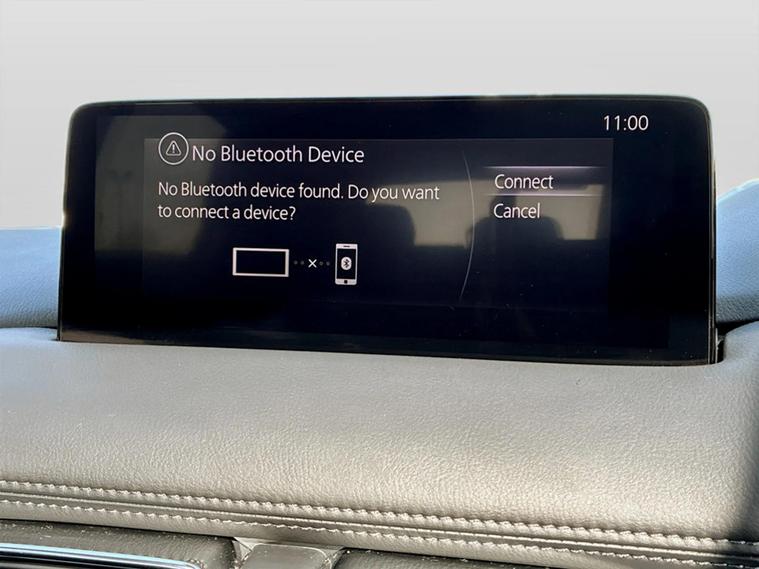 11:00
No Bluetooth Device
No Bluetooth device found. Do you want
to connect a device?
Connect
Cancel